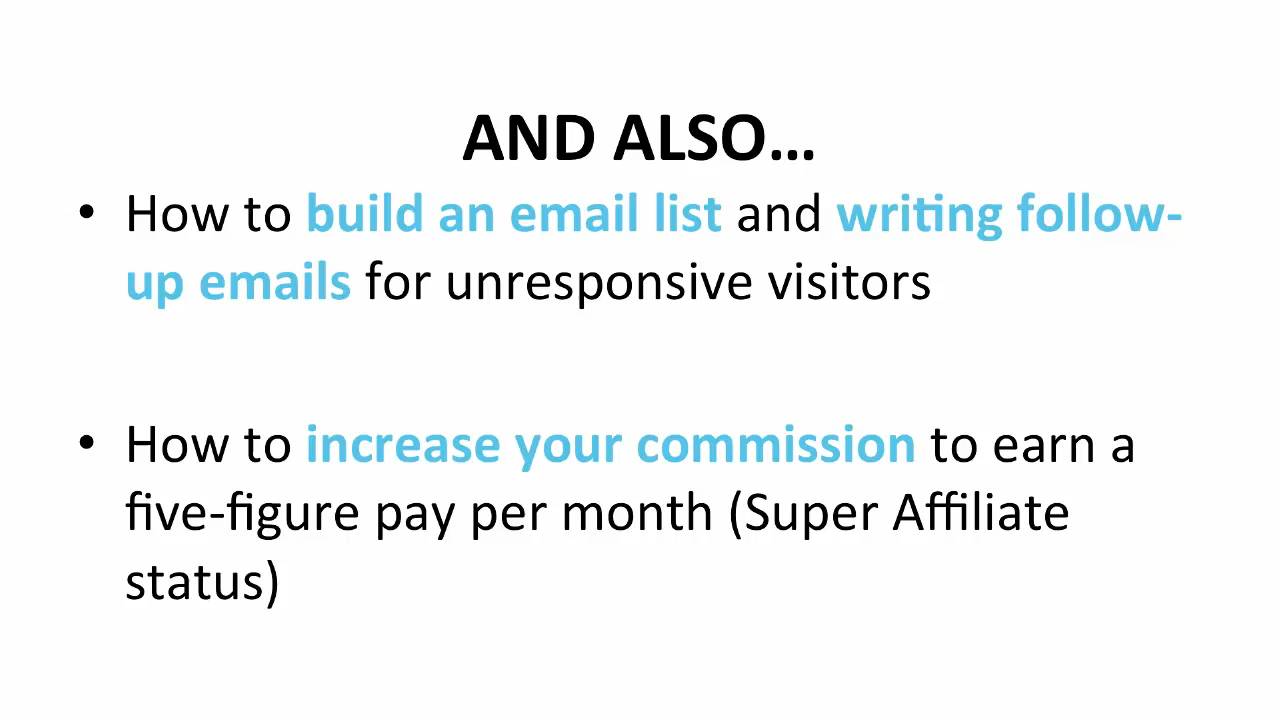 AND ALSO…
• How to build an email list and writing follow-
up emails for unresponsive visitors
• How to increase your commission to earn a
five-figure pay per month (Super Affiliate
status)